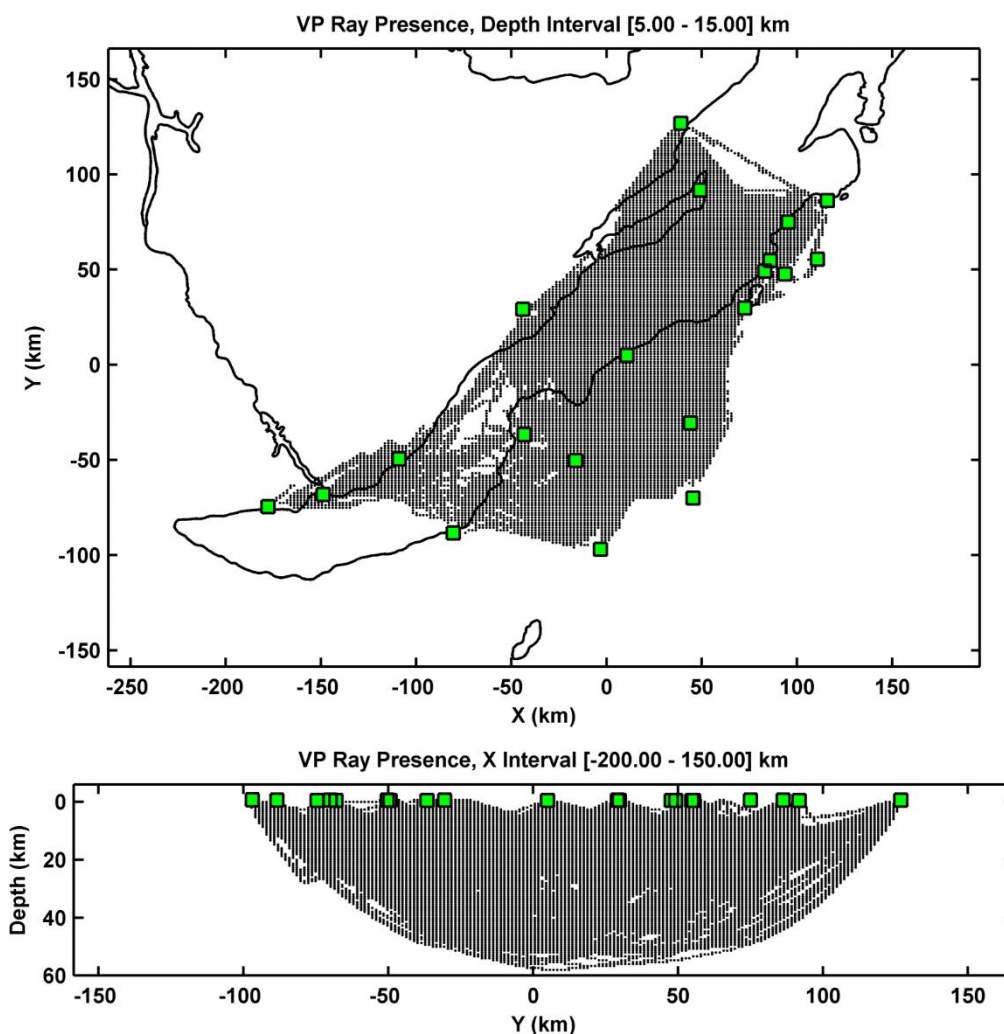 VP Ray Presence, Depth Interval [5.00 - 15.00] km
150
100
50
0
-50
-100
-150
Y (km)
-250 -200 -150 -100 -50 0 50 100 150
X (km)
VP Ray Presence, X Interval [-200.00 - 150.00] km
0
20
40
60
Depth (km)
-150 -100 -50 0 50 100 150
Y (km)